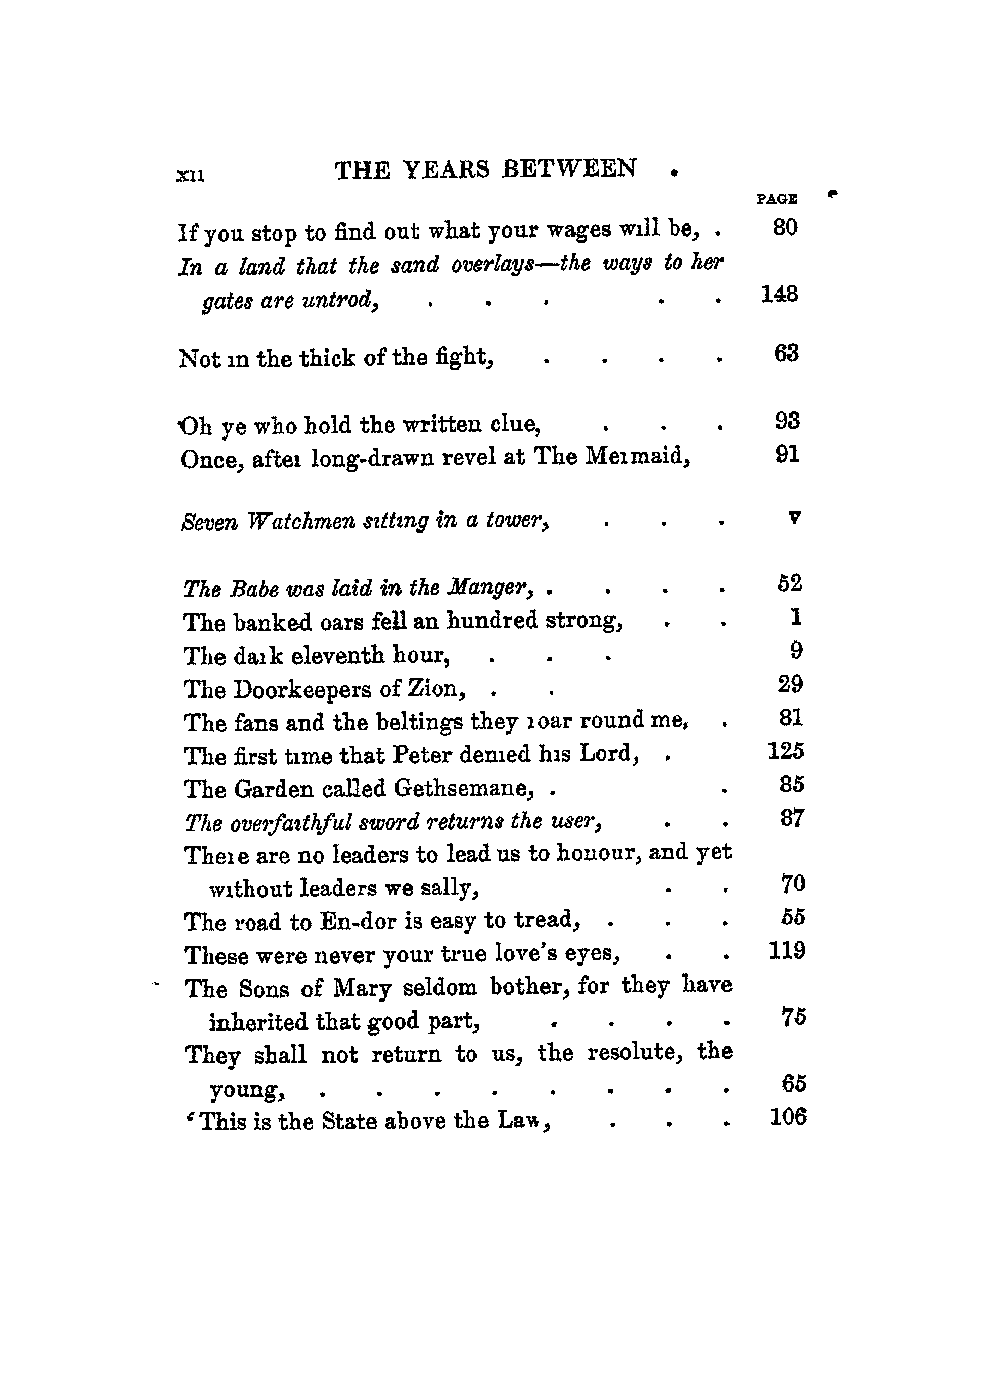 xii THE YEARS BETWEEN .
PAGE
If you stop to find out what your wages will be, . 80
In a land that the sand overlays—the ways to her
gates are untrod, . . . . . 148
Not in the thick of the fight, . . . . 63
Oh ye who hold the written clue, . . . 93
Once, after long-drawn revel at The Mermaid, 91
Seven Watchmen sitting in a tower, . . . v
The Babe was laid in the Manger, . . . . 52
The banked oars fell an hundred strong, . . 1
The dark eleventh hour, . . . 9
The Doorkeepers of Zion, . . 29
The fans and the beltings they roar round me, . 81
The first time that Peter denied his Lord, . 125
The Garden called Gethsemane, . . 85
The overfaithful sword returns the user, . . 87
There are no leaders to lead us to honour, and yet
without leaders we sally, . . 70
The road to En-dor is easy to tread, . . . 55
These were never your true love's eyes, . . 119
The Sons of Mary seldom bother, for they have
inherited that good part, . . . . 75
They shall not return to us, the resolute, the
young, . . . . . . . . 65
‘This is the State above the Law, . . . 106